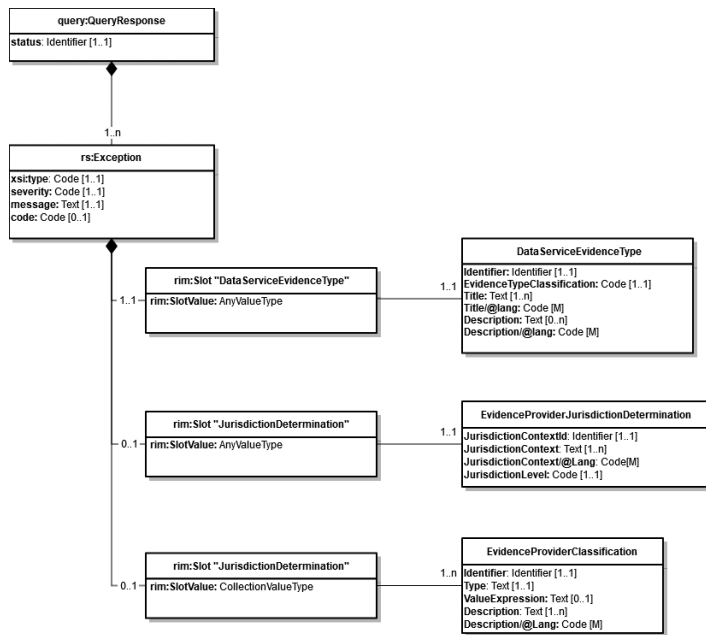 query:QueryResponse
status: Identifier [1..1]
1..n
rs:Exception
xsi:type: Code [1..1]
severity: Code [1..1]
message: Text [1..1]
code: Code [0..1]
1..1
rim:Slot "DataServiceEvidenceType"
rim:SlotValue: AnyValueType
1..1
DataServiceEvidenceType
Identifier: Identifier [1..1]
EvidenceTypeClassification: Code [1..1]
Title: Text [1..n]
Title/@lang: Code [M]
Description: Text [0..n]
Description/@lang: Code [M]
0..1
rim:Slot "JurisdictionDetermination"
rim:SlotValue: AnyValueType
1..1
EvidenceProviderJurisdictionDetermination
JurisdictionContextId: Identifier [1..1]
JurisdictionContext: Text [1..n]
JurisdictionContext/@Lang: Code[M]
JurisdictionLevel: Code [1..1]
0..1
rim:Slot "JurisdictionDetermination"
rim:SlotValue: CollectionValueType
1..n
EvidenceProviderClassification
Identifier: Identifier [1..1]
Type: Text [1..1]
ValueExpression: Text [0..1]
Description: Text [1..n]
Description/@Lang: Code [M]